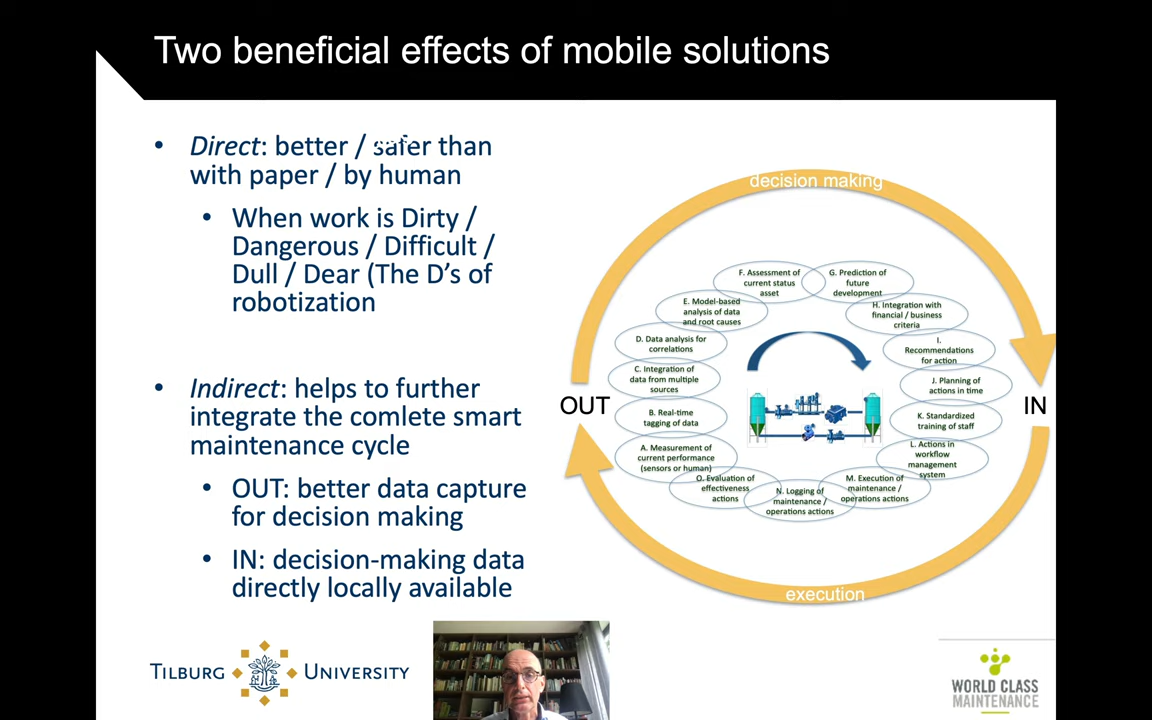 Two beneficial effects of mobile solutions
• Direct: better / safer than
with paper / by human
• When work is Dirty /
Dangerous / Difficult /
Dull / Dear (The D’s of
robotization
• Indirect: helps to further
integrate the comlete smart
maintenance cycle
• OUT: better data capture
for decision making
• IN: decision-making data
directly locally available
decision making
F. Assessment of
current status
asset
G. Prediction of
future
development
E. Model-based
analysis of data
and root causes
H. Integration with
financial / business
criteria
D. Data analysis for
correlations
I.
Recommendations
for action
C. Integration of
data from multiple
sources
J. Planning of
actions in time
OUT
IN
B. Real-time
tagging of data
K. Standardized
training of staff
A. Measurement of
current performance
(sensors or human)
L. Actions in
workflow
management
system
O. Evaluation of
effectiveness
actions
N. Logging of
maintenance /
operations actions
M. Execution of
maintenance /
operations actions
execution
TILBURG UNIVERSITY
WORLD CLASS
MAINTENANCE